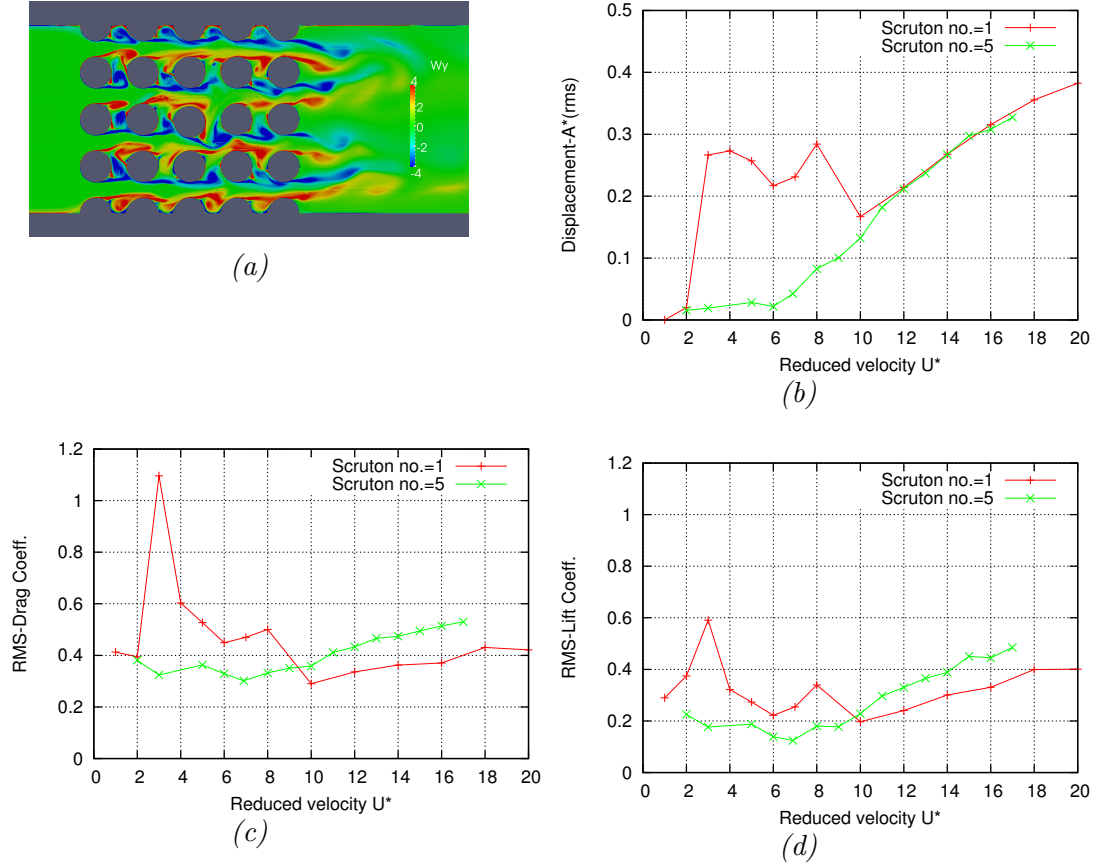 Wy
4
2
0
-2
-4
(a)
0.5
0.4
0.3
0.2
0.1
0
Displacement-A*(rms)
Scruton no.=1
Scruton no.=5
0 2 4 6 8 10 12 14 16 18 20
Reduced velocity U*
(b)
1.2
1
0.8
0.6
0.4
0.2
0
RMS-Drag Coeff.
Scruton no.=1
Scruton no.=5
0 2 4 6 8 10 12 14 16 18 20
Reduced velocity U*
(c)
1.2
1
0.8
0.6
0.4
0.2
0
RMS-Lift Coeff.
Scruton no.=1
Scruton no.=5
0 2 4 6 8 10 12 14 16 18 20
Reduced velocity U*
(d)